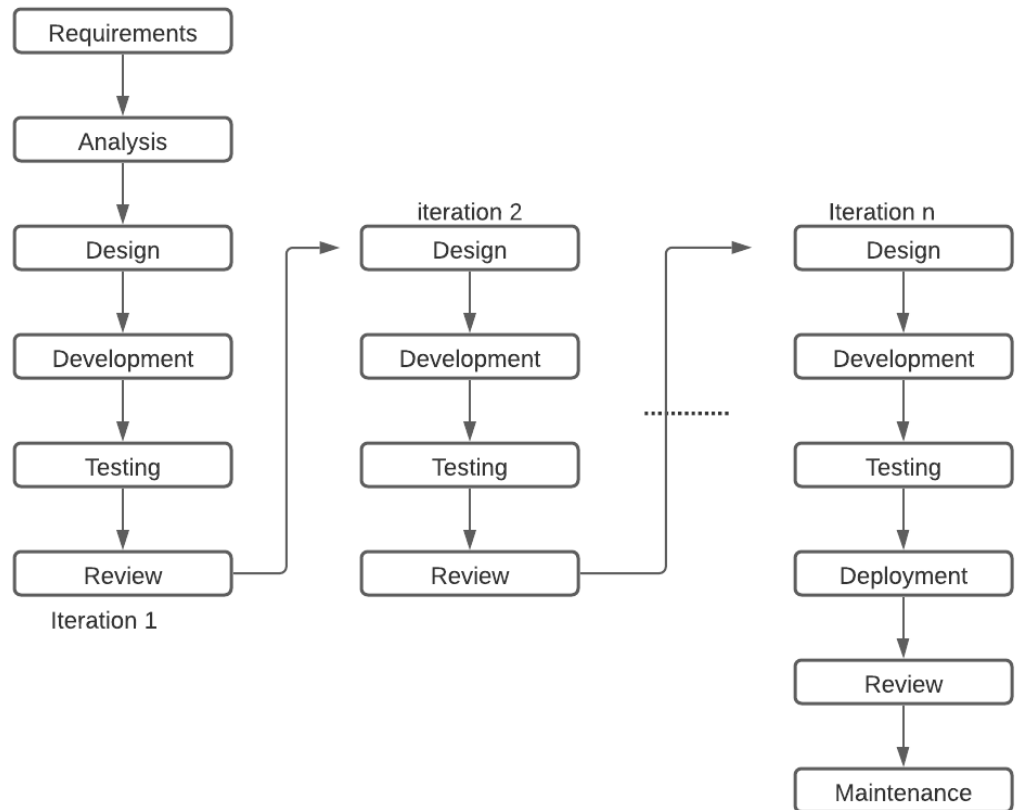 Requirements
Analysis
Design
Development
Testing
Review
Iteration 1
iteration 2
Design
Development
Testing
Review
Iteration n
Design
Development
Testing
Deployment
Review
Maintenance